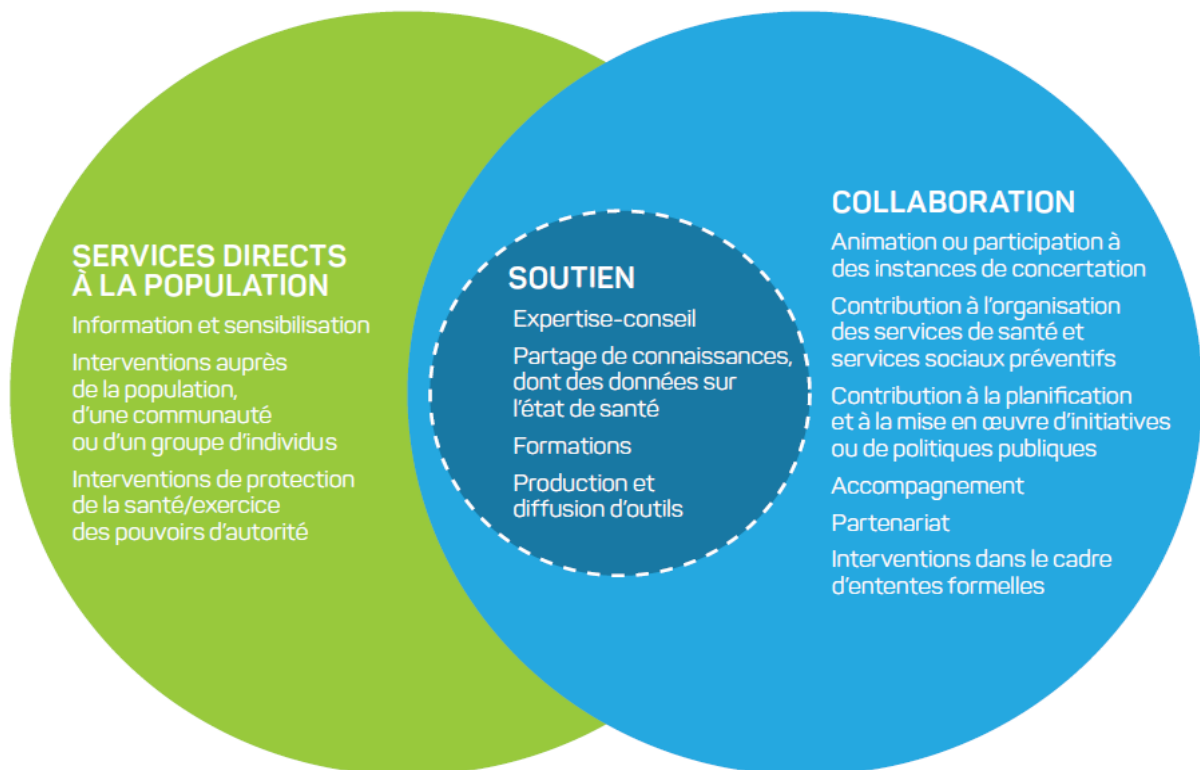 SERVICES DIRECTS
À LA POPULATION
Information et sensibilisation
Interventions auprès
de la population,
d'une communauté
ou d'un groupe d'individus
Interventions de protection
de la santé/exercice
des pouvoirs d'autorité
SOUTIEN
Expertise-conseil
Partage de connaissances,
dont des données sur
l'état de santé
Formations
Production et
diffusion d'outils
COLLABORATION
Animation ou participation à
des instances de concertation
Contribution à l'organisation
des services de santé et
services sociaux préventifs
Contribution à la planification
et à la mise en œuvre d'initiatives
ou de politiques publiques
Accompagnement
Partenariat
Interventions dans le cadre
d'ententes formelles